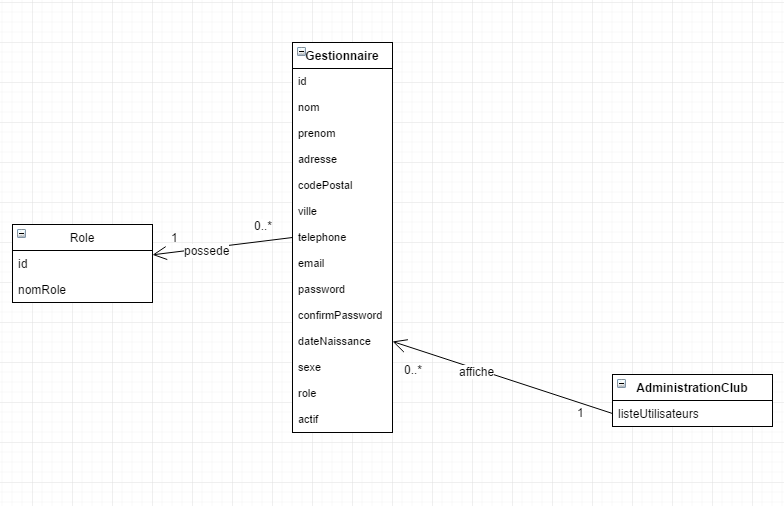 Gestionnaire
id
nom
prenom
adresse
codePostal
ville
telephone
email
password
confirmPassword
dateNaissance
sexe
role
actif
Role
id
nomRole
1
possede
0..*
0..*
affiche
1
AdministrationClub
listeUtilisateurs